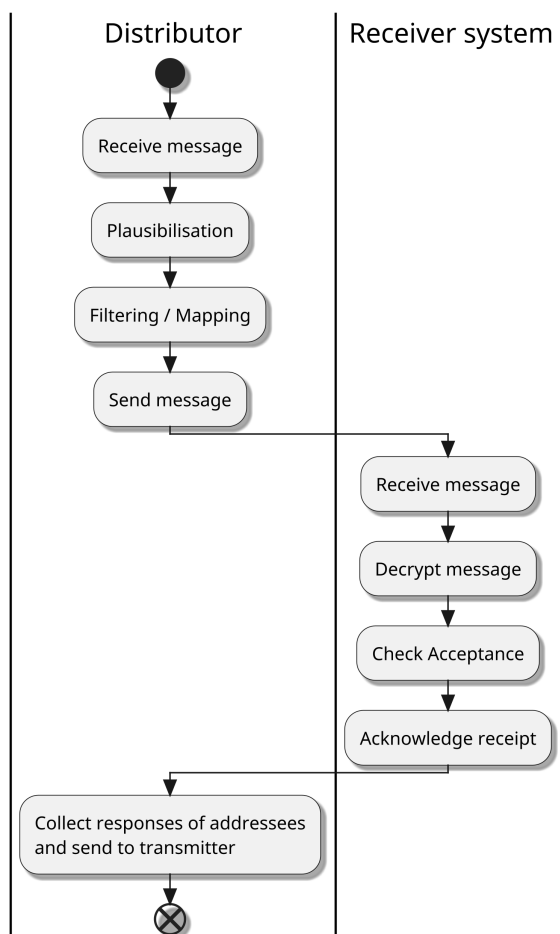 Distributor
Receiver system
Receive message
Plausibilisation
Filtering / Mapping
Send message
Receive message
Decrypt message
Check Acceptance
Acknowledge receipt
Collect responses of addressees
and send to transmitter